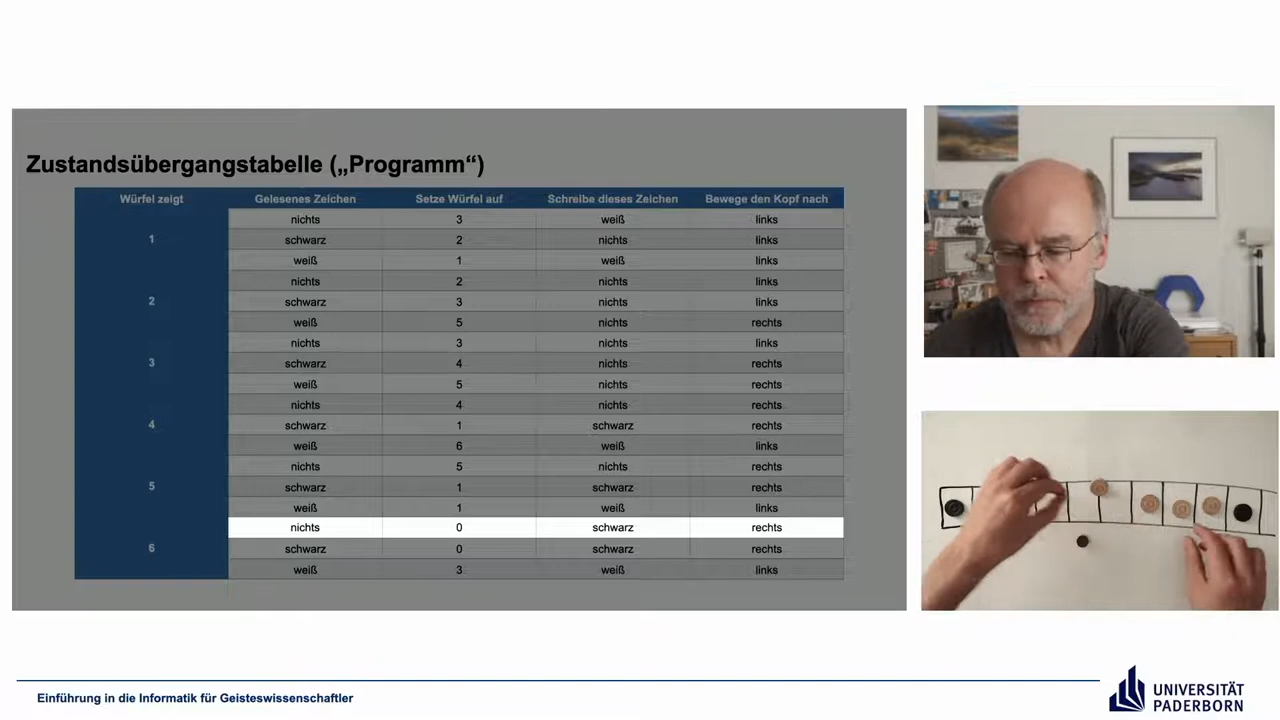 Zustandsübergangstabelle („Programm“)
Würfel zeigt Gelesenes Zeichen Setze Würfel auf Schreibe dieses Zeichen Bewege den Kopf nach
nichts 3 weiß links
1 schwarz 2 nichts links
weiß 1 weiß links
nichts 2 nichts links
2 schwarz 3 nichts links
weiß 5 nichts rechts
nichts 3 nichts links
3 schwarz 4 nichts rechts
weiß 5 nichts rechts
nichts 4 nichts rechts
4 schwarz 1 schwarz rechts
weiß 6 weiß links
nichts 5 nichts rechts
5 schwarz 1 schwarz rechts
weiß 1 weiß links
nichts 0 schwarz rechts
6 schwarz 0 schwarz rechts
weiß 3 weiß links
Einführung in die Informatik für Geisteswissenschaftler
UNIVERSITÄT
PADERBORN